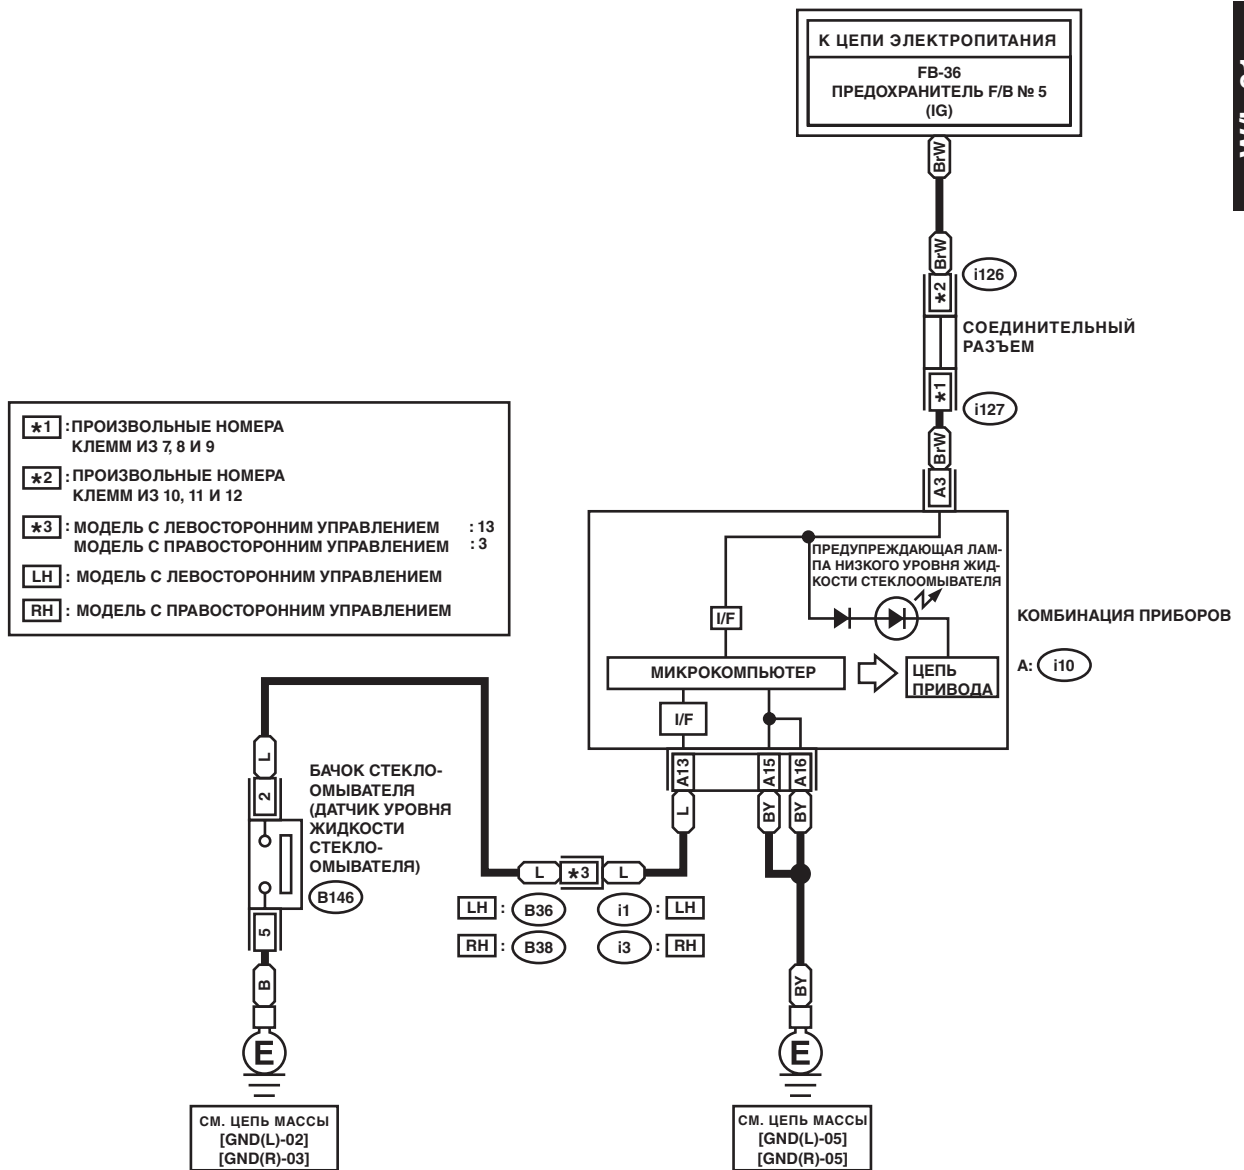 К ЦЕПИ ЭЛЕКТРОПИТАНИЯ
FB-36
ПРЕДОХРАНИТЕЛЬ F/B № 5
(IG)
BrW
BrW
i126
*2
СОЕДИНИТЕЛЬНЫЙ
РАЗЪЕМ
*1
i127
BrW
A3
*1 : ПРОИЗВОЛЬНЫЕ НОМЕРА
КЛЕММ ИЗ 7, 8 И 9
*2 : ПРОИЗВОЛЬНЫЕ НОМЕРА
КЛЕММ ИЗ 10, 11 И 12
*3 : МОДЕЛЬ С ЛЕВОСТОРОННИМ УПРАВЛЕНИЕМ : 13
МОДЕЛЬ С ПРАВОСТОРОННИМ УПРАВЛЕНИЕМ : 3
LH : МОДЕЛЬ С ЛЕВОСТОРОННИМ УПРАВЛЕНИЕМ
RH : МОДЕЛЬ С ПРАВОСТОРОННИМ УПРАВЛЕНИЕМ
ПРЕДУПРЕЖДАЮЩАЯ ЛАМ-
ПА НИЗКОГО УРОВНЯ ЖИД-
КОСТИ СТЕКЛООМЫВАТЕЛЯ
I/F
КОМБИНАЦИЯ ПРИБОРОВ
A: i10
МИКРОКОМПЬЮТЕР
ЦЕПЬ
ПРИВОДА
I/F
A13 A15 A16
L BY BY
L
2
БАЧОК СТЕКЛО-
ОМЫВАТЕЛЯ
(ДАТЧИК УРОВНЯ
ЖИДКОСТИ
СТЕКЛО-
ОМЫВАТЕЛЯ)
B146
5
B
L *3 L
LH : B36 i1 : LH
RH : B38 i3 : RH
BY
E
E
СМ. ЦЕПЬ МАССЫ
[GND(L)-02]
[GND(R)-03]
СМ. ЦЕПЬ МАССЫ
[GND(L)-05]
[GND(R)-05]